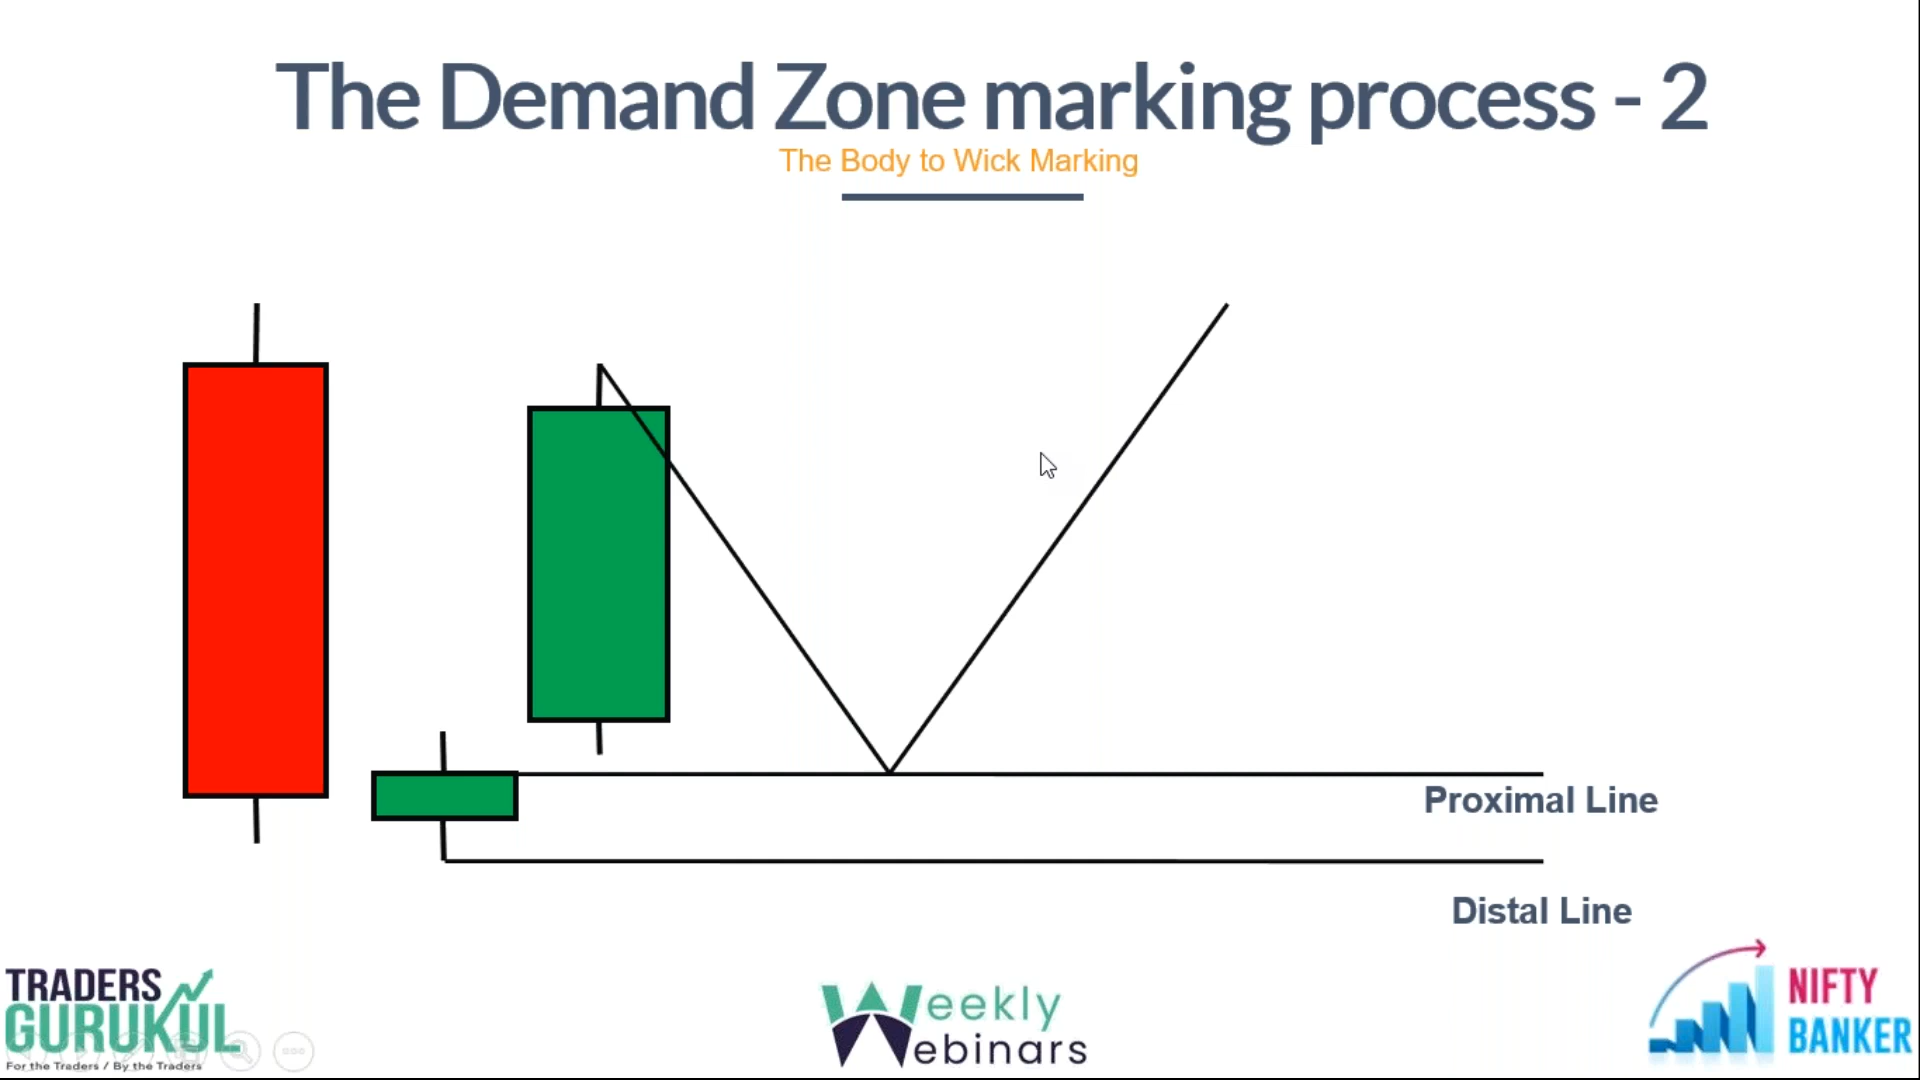 The Demand Zone marking process - 2
The Body to Wick Marking
Proximal Line
Distal Line
TRADERS
GURUKUL
For the Traders / By the Traders
Weekly
Webinars
NIFTY
BANKER